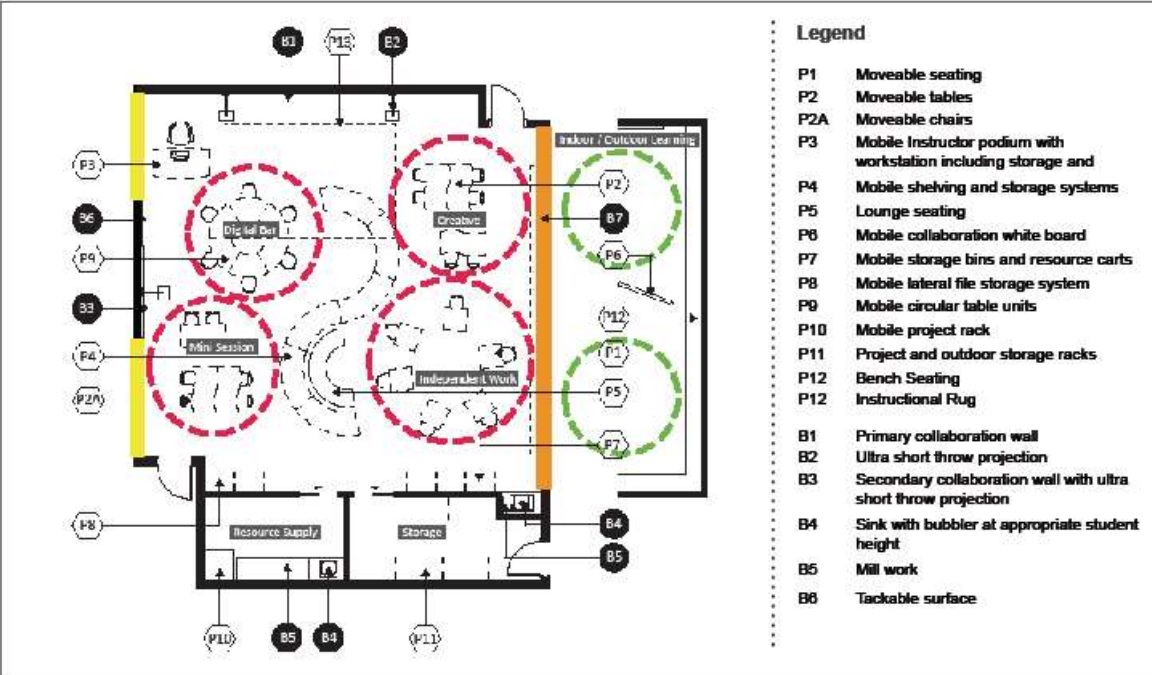 B1
P13
B2
Legend
P1 Moveable seating
P2 Moveable tables
P2A Moveable chairs
P3 Mobile Instructor podium with
workstation including storage and
P4 Mobile shelving and storage systems
P5 Lounge seating
P6 Mobile collaboration white board
P7 Mobile storage bins and resource carts
P8 Mobile lateral file storage system
P9 Mobile circular table units
P10 Mobile project rack
P11 Project and outdoor storage racks
P12 Bench Seating
P12 Instructional Rug
B1 Primary collaboration wall
B2 Ultra short throw projection
B3 Secondary collaboration wall with ultra
short throw projection
B4 Sink with bubbler at appropriate student
height
B5 Mill work
B6 Tackable surface
Indoor / Outdoor Learning
P3
P2
B6
Digital Bar
Creative
B7
P9
P6
B3
P12
P4
Mini Session
P1
P2A
Independent Work
P5
P7
P8
Resource Supply
Storage
B4
B5
P10
B5
B4
P11